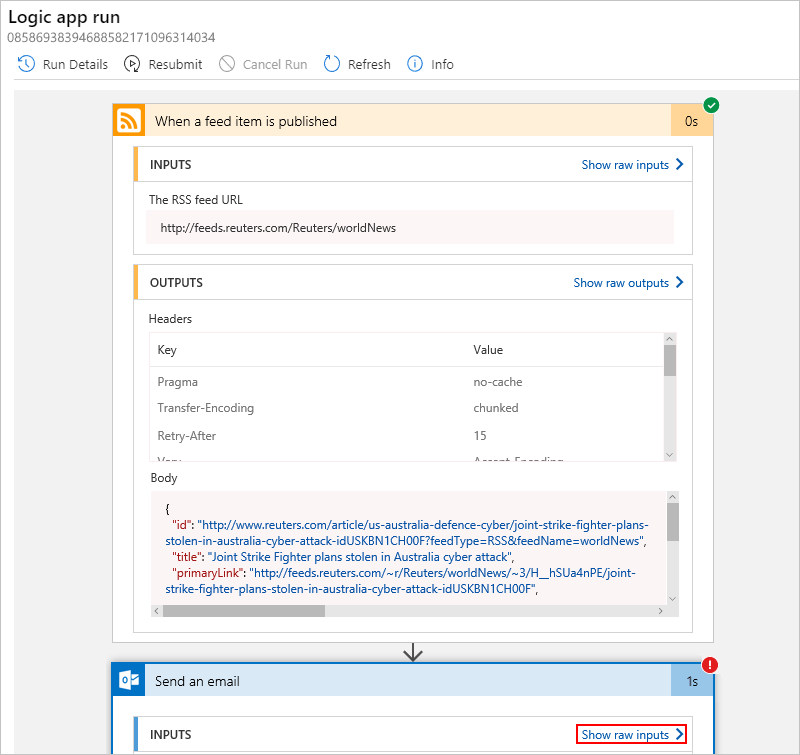 Logic app run
08586938394688582171096314034
Run Details Resubmit Cancel Run Refresh Info
When a feed item is published 0s
INPUTS Show raw inputs
The RSS feed URL
http://feeds.reuters.com/Reuters/worldNews
OUTPUTS Show raw outputs
Headers
Key Value
Pragma no-cache
Transfer-Encoding chunked
Retry-After 15
Vary Accept-Encoding
Body
{
"id": "http://www.reuters.com/article/us-australia-defence-cyber/joint-strike-fighter-plans-
stolen-in-australia-cyber-attack-idUSKBN1CH00F?feedType=RSS&feedName=worldNews",
"title": "Joint Strike Fighter plans stolen in Australia cyber attack",
"primaryLink": "http://feeds.reuters.com/~r/Reuters/worldNews/~3/H__hSUa4nPE/joint-
strike-fighter-plans-stolen-in-australia-cyber-attack-idUSKBN1CH00F",
Send an email 1s
INPUTS Show raw inputs